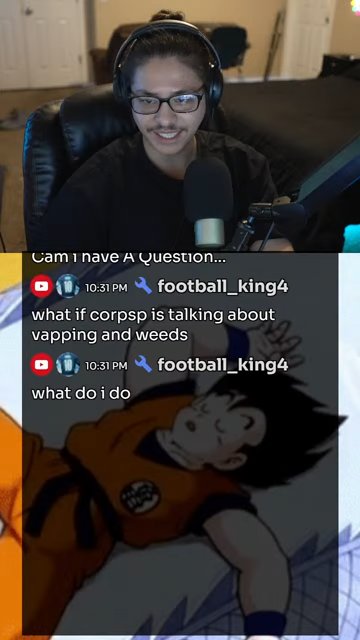 Cam i have A Question...
10:31 PM football_king4
what if corpsp is talking about
vapping and weeds
10:31 PM football_king4
what do i do